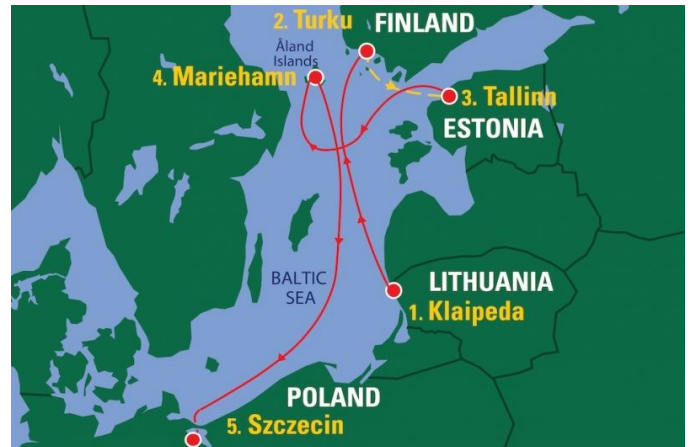 2. Turku
FINLAND
Åland
Islands
4. Mariehamn
3. Tallinn
ESTONIA
BALTIC
SEA
LITHUANIA
1. Klaipeda
POLAND
5. Szczecin